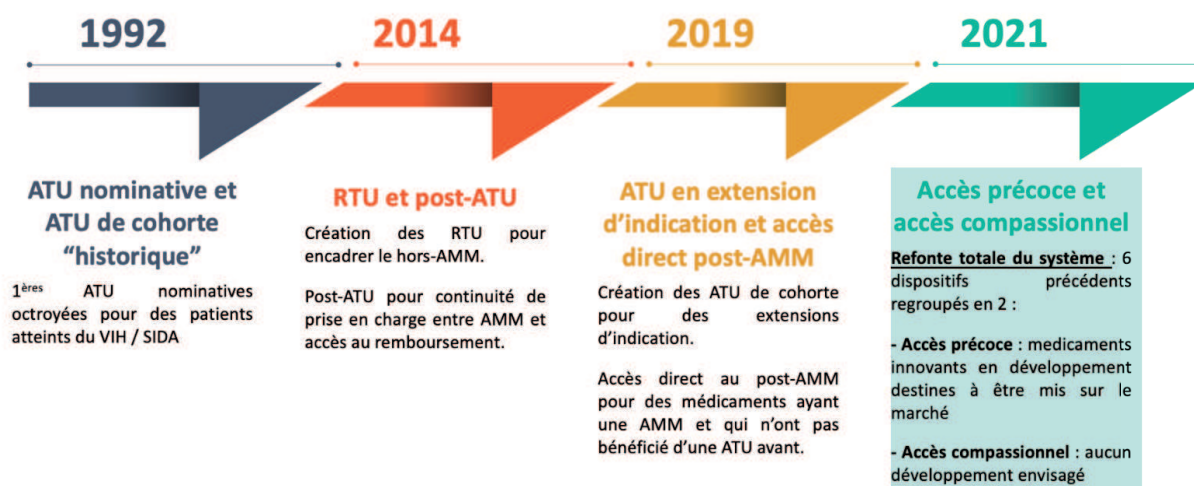 1992
ATU nominative et
ATU de cohorte
“historique”
1ères ATU nominatives
octroyées pour des patients
atteints du VIH / SIDA
2014
RTU et post-ATU
Création des RTU pour
encadrer le hors-AMM.
Post-ATU pour continuité de
prise en charge entre AMM et
accès au remboursement.
2019
ATU en extension
d’indication et accès
direct post-AMM
Création des ATU de cohorte
pour des extensions
d’indication.
Accès direct au post-AMM
pour des médicaments ayant
une AMM et qui n’ont pas
bénéficié d’une ATU avant.
2021
Accès précoce et
accès compassionnel
Refonte totale du système : 6
dispositifs précédents
regroupés en 2 :
- Accès précoce : medicaments
innovants en développement
destines à être mis sur le
marché
- Accès compassionnel : aucun
développement envisagé